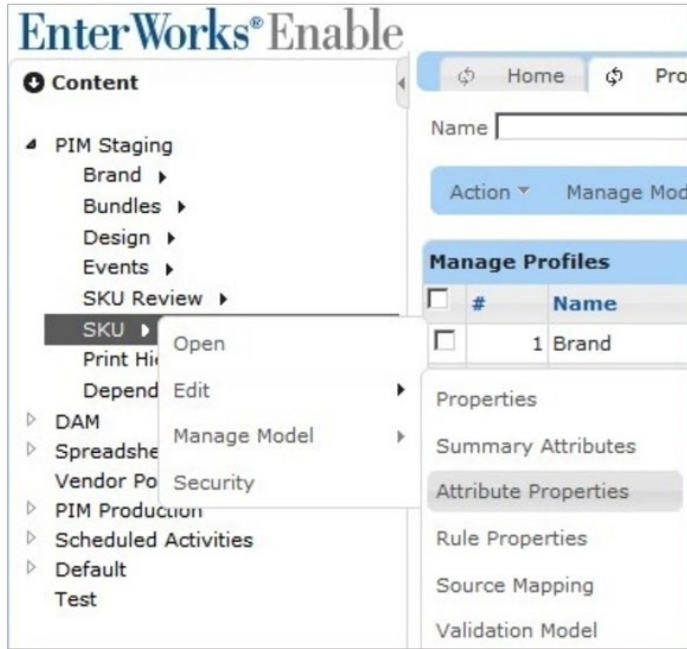 EnterWorks®Enable
Content
Home
Pro
Name
PIM Staging
Brand
Action
Manage Mod
Bundles
Design
Events
Manage Profiles
SKU Review
# Name
SKU
Open
1 Brand
Print Hie
Edit
Depend
Properties
DAM
Manage Model
Summary Attributes
Spreadshe
Vendor Po
Security
Attribute Properties
PIM Production
Scheduled Activities
Rule Properties
Default
Source Mapping
Test
Validation Model